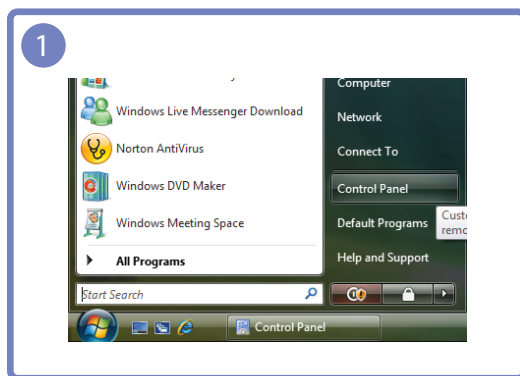 1
Windows Live Messenger Download
Norton AntiVirus
Windows DVD Maker
Windows Meeting Space
All Programs
Start Search
Computer
Network
Connect To
Control Panel
Default Programs
Help and Support
Control Panel